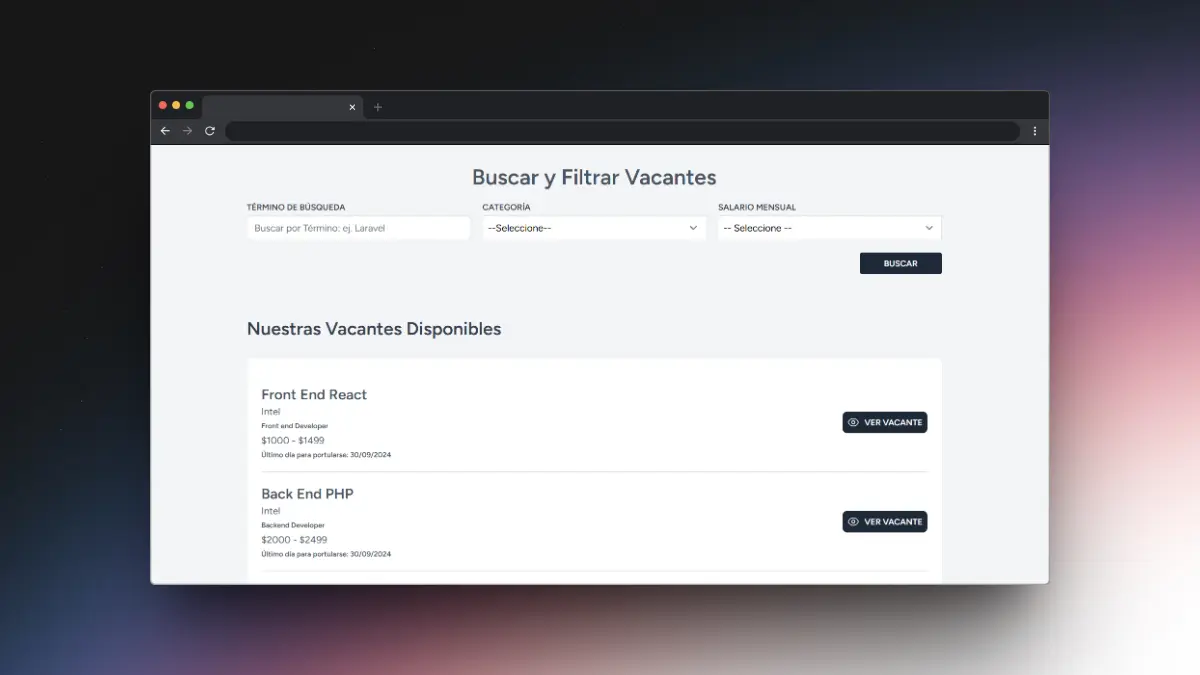 Buscar y Filtrar Vacantes
TÉRMINO DE BÚSQUEDA
CATEGORÍA
SALARIO MENSUAL
Buscar por Término: ej. Laravel
--Seleccione--
-- Seleccione --
BUSCAR
Nuestras Vacantes Disponibles
Front End React
Intel
Front end Developer
$1000 - $1499
Último día para portularse: 30/09/2024
VER VACANTE
Back End PHP
Intel
Backend Developer
$2000 - $2499
Último día para portularse: 30/09/2024
VER VACANTE